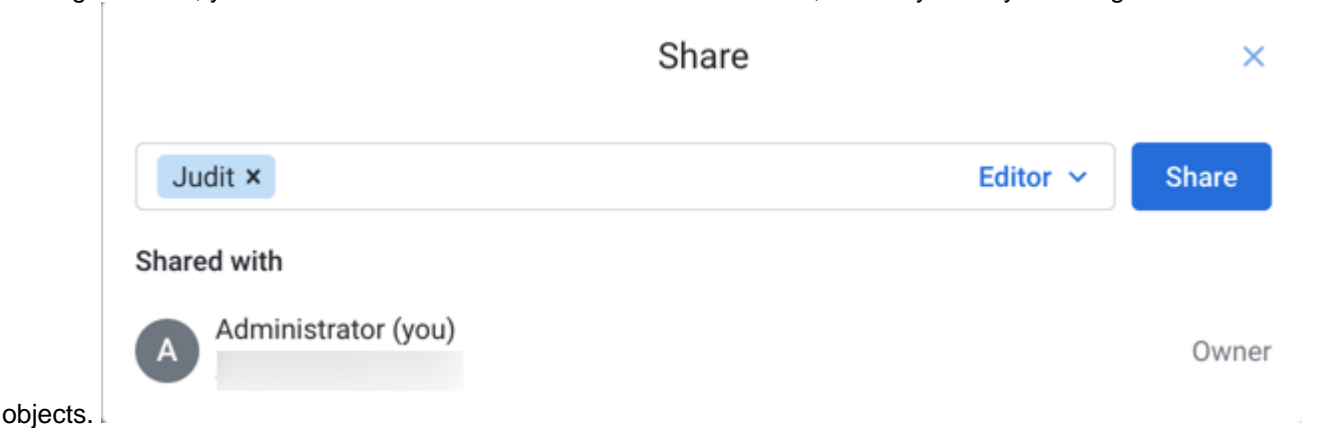 Share ×
Judit × Editor
Share
Shared with
A
Administrator (you)
Owner
objects.